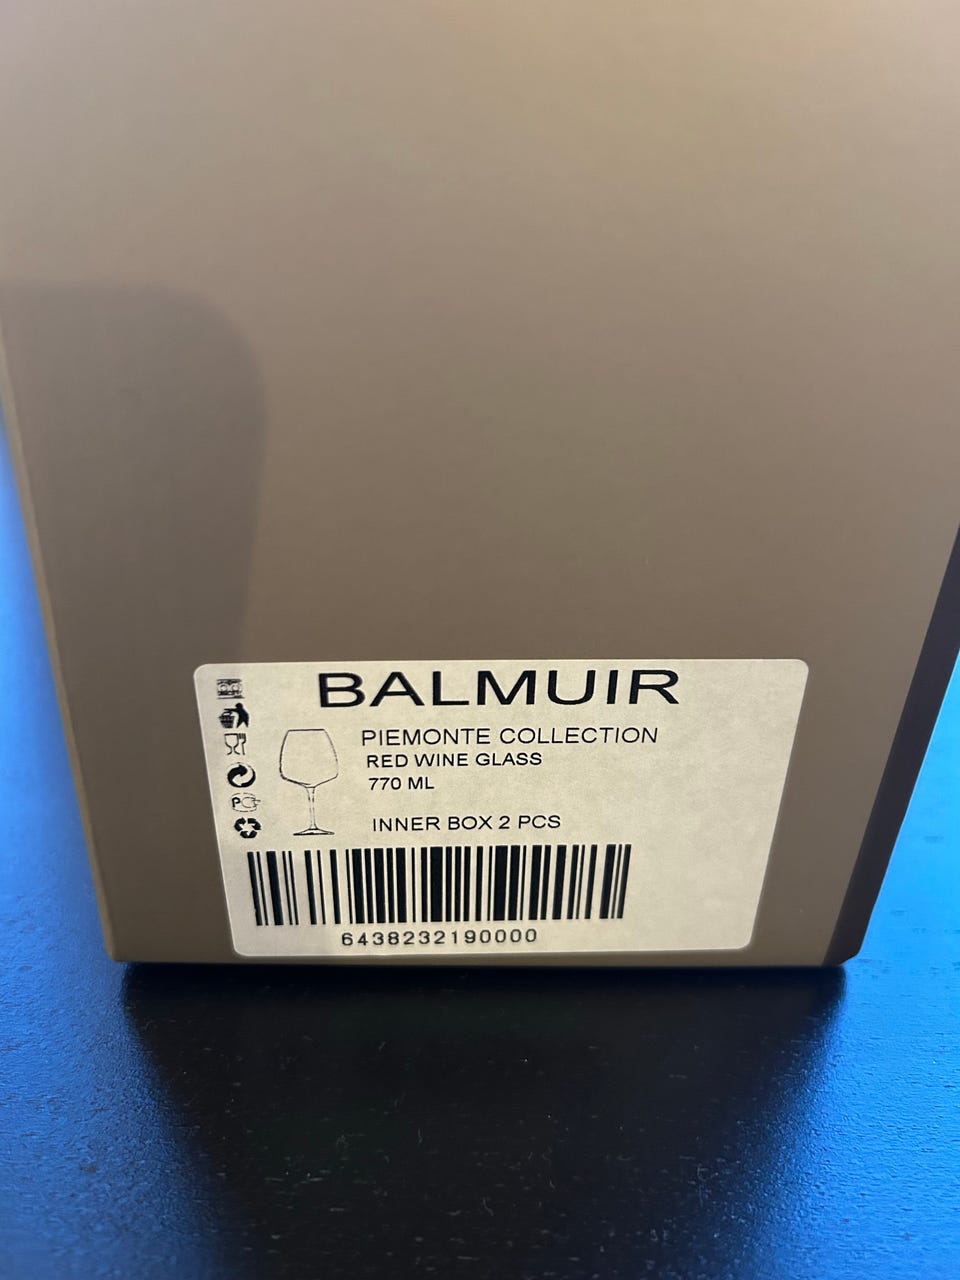 BALMUIR
PIEMONTE COLLECTION
RED WINE GLASS
770 ML
INNER BOX 2 PCS
6438232190000